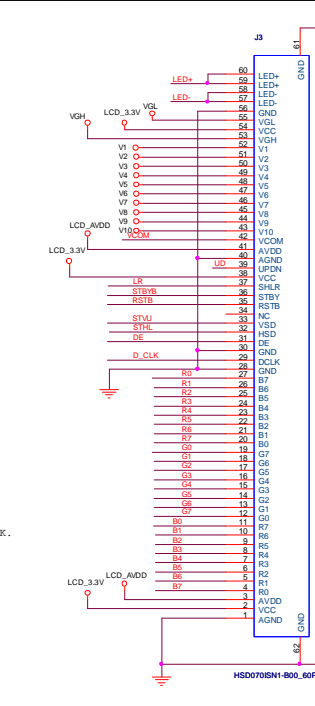 J3
61
GND
60 LED+
LED+ 59 LED+
58 LED-
LED- 57 LED-
56 GND
VGL 55 VGL
LCD_3.3V 54 VCC
VGH 53 VGH
V1 52 V1
V2 51 V2
V3 50 V3
V4 49 V4
V5 48 V5
V6 47 V6
V7 46 V7
V8 45 V8
V9 44 V9
V10 43 V10
VCOM 42 VCOM
LCD_AVDD 41 AVDD
40 AGND
UD 39 UPDN
LCD_3.3V 38 VCC
LR 37 SHLR
STBYB 36 STBY
RSTB 35 RSTB
34 NC
STVU 33 VSD
STHL 32 HSD
DE 31 DE
30 GND
D_CLK 29 DCLK
28 GND
R0 27 B7
R1 26 B6
R2 25 B5
R3 24 B4
R4 23 B3
R5 22 B2
R6 21 B1
R7 20 B0
G0 19 G7
G1 18 G6
G2 17 G5
G3 16 G4
G4 15 G3
G5 14 G2
G6 13 G1
G7 12 G0
B0 11 R7
B1 10 R6
B2 9 R5
B3 8 R4
B4 7 R3
B5 6 R2
B6 5 R1
B7 4 R0
LCD_AVDD 3 AVDD
LCD_3.3V 2 VCC
1 AGND
K.
GND
62
HSD070ISN1-B00_60P